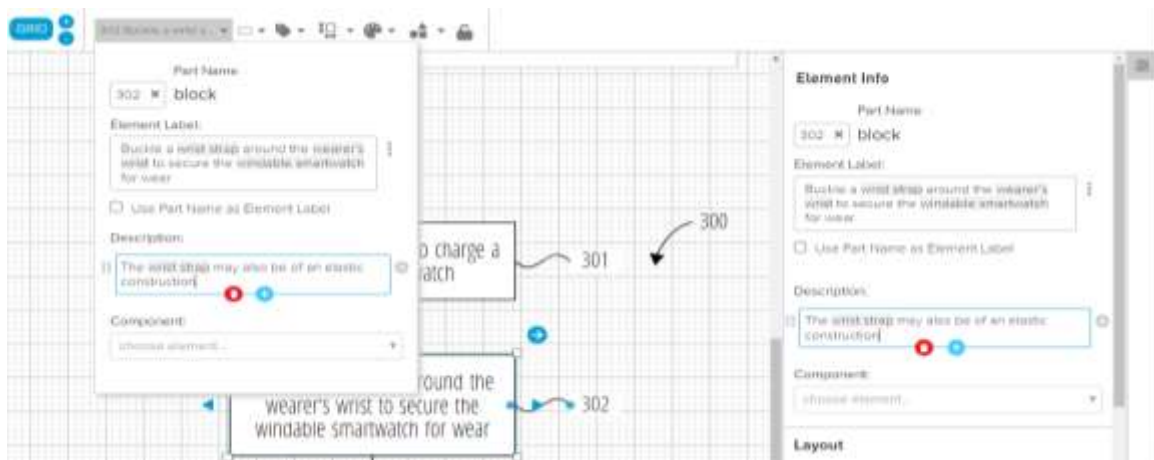 GRID
302 Buckle a wrist s...
Part Name
302 × block
Element Label:
Buckle a wrist strap around the wearer's
wrist to secure the windable smartwatch
for wear
Use Part Name as Element Label
Description:
The wrist strap may also be of an elastic
construction
Component:
choose element...
o charge a
atch
301
300
round the
wearer's wrist to secure the
windable smartwatch for wear
302
Element Info
Part Name
302 × block
Element Label:
Buckle a wrist strap around the wearer's
wrist to secure the windable smartwatch
for wear
Use Part Name as Element Label
Description:
The wrist strap may also be of an elastic
construction
Component:
choose element...
Layout